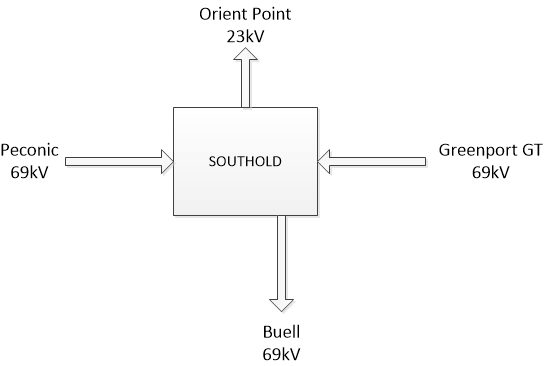 Orient Point
23kV
Peconic
69kV
SOUTHOLD
Greenport GT
69kV
Buell
69kV